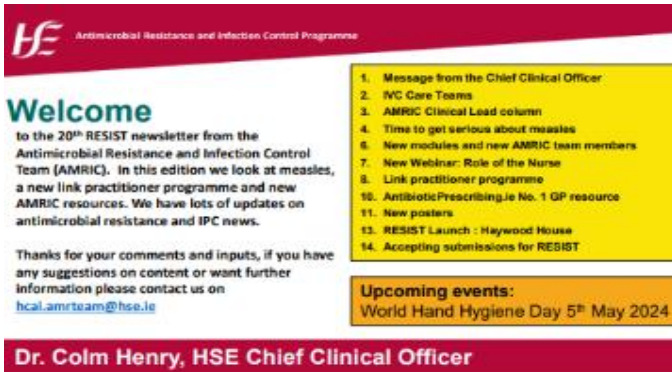 HE Antimicrobial Resistance and Infection Control Programme
Welcome
to the 20th RESIST newsletter from the
Antimicrobial Resistance and Infection Control
Team (AMRIC). In this edition we look at measles,
a new link practitioner programme and new
AMRIC resources. We have lots of updates on
antimicrobial resistance and IPC news.
Thanks for your comments and inputs, if you have
any suggestions on content or want further
information please contact us on
hcai.amrteam@hse.ie
1. Message from the Chief Clinical Officer
2. IVC Care Teams
3. AMRIC Clinical Lead column
4. Time to get serious about measles
6. New modules and new AMRIC team members
7. New Webinar: Role of the Nurse
8. Link practitioner programme
10. AntibioticPrescribing.ie No. 1 GP resource
11. New posters
13. RESIST Launch : Haywood House
14. Accepting submissions for RESIST
Upcoming events:
World Hand Hygiene Day 5th May 2024
Dr. Colm Henry, HSE Chief Clinical Officer